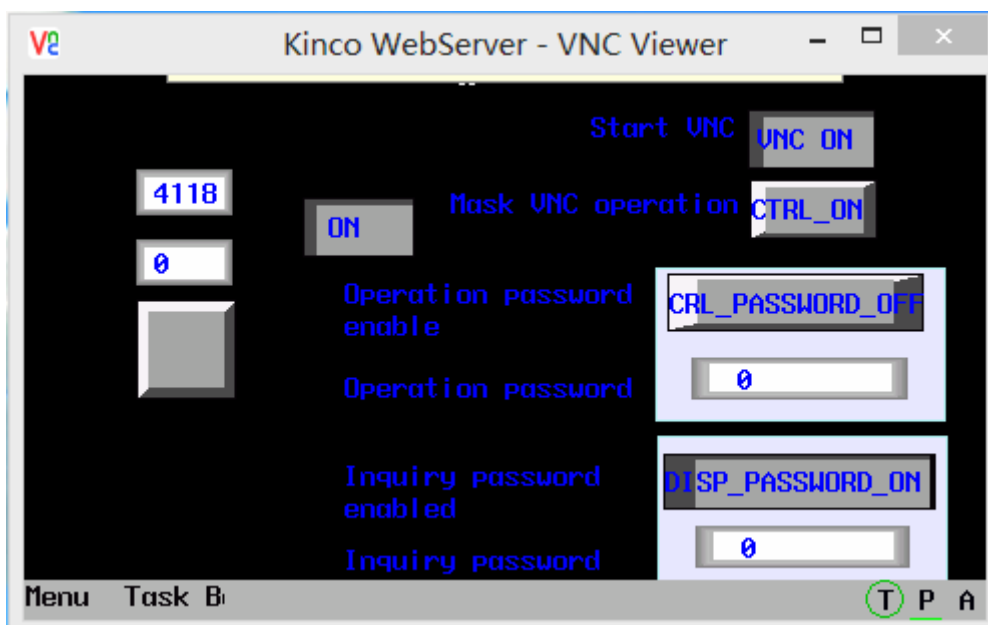 Kinco WebServer - VNC Viewer
Start VNC
VNC ON
4118
Mask VNC operation
CTRL_ON
ON
0
Operation password
enable
CRL_PASSWORD_OFF
Operation password
0
Inquiry password
enabled
DISP_PASSWORD_ON
Inquiry password
0
Menu
Task B
T
P
A